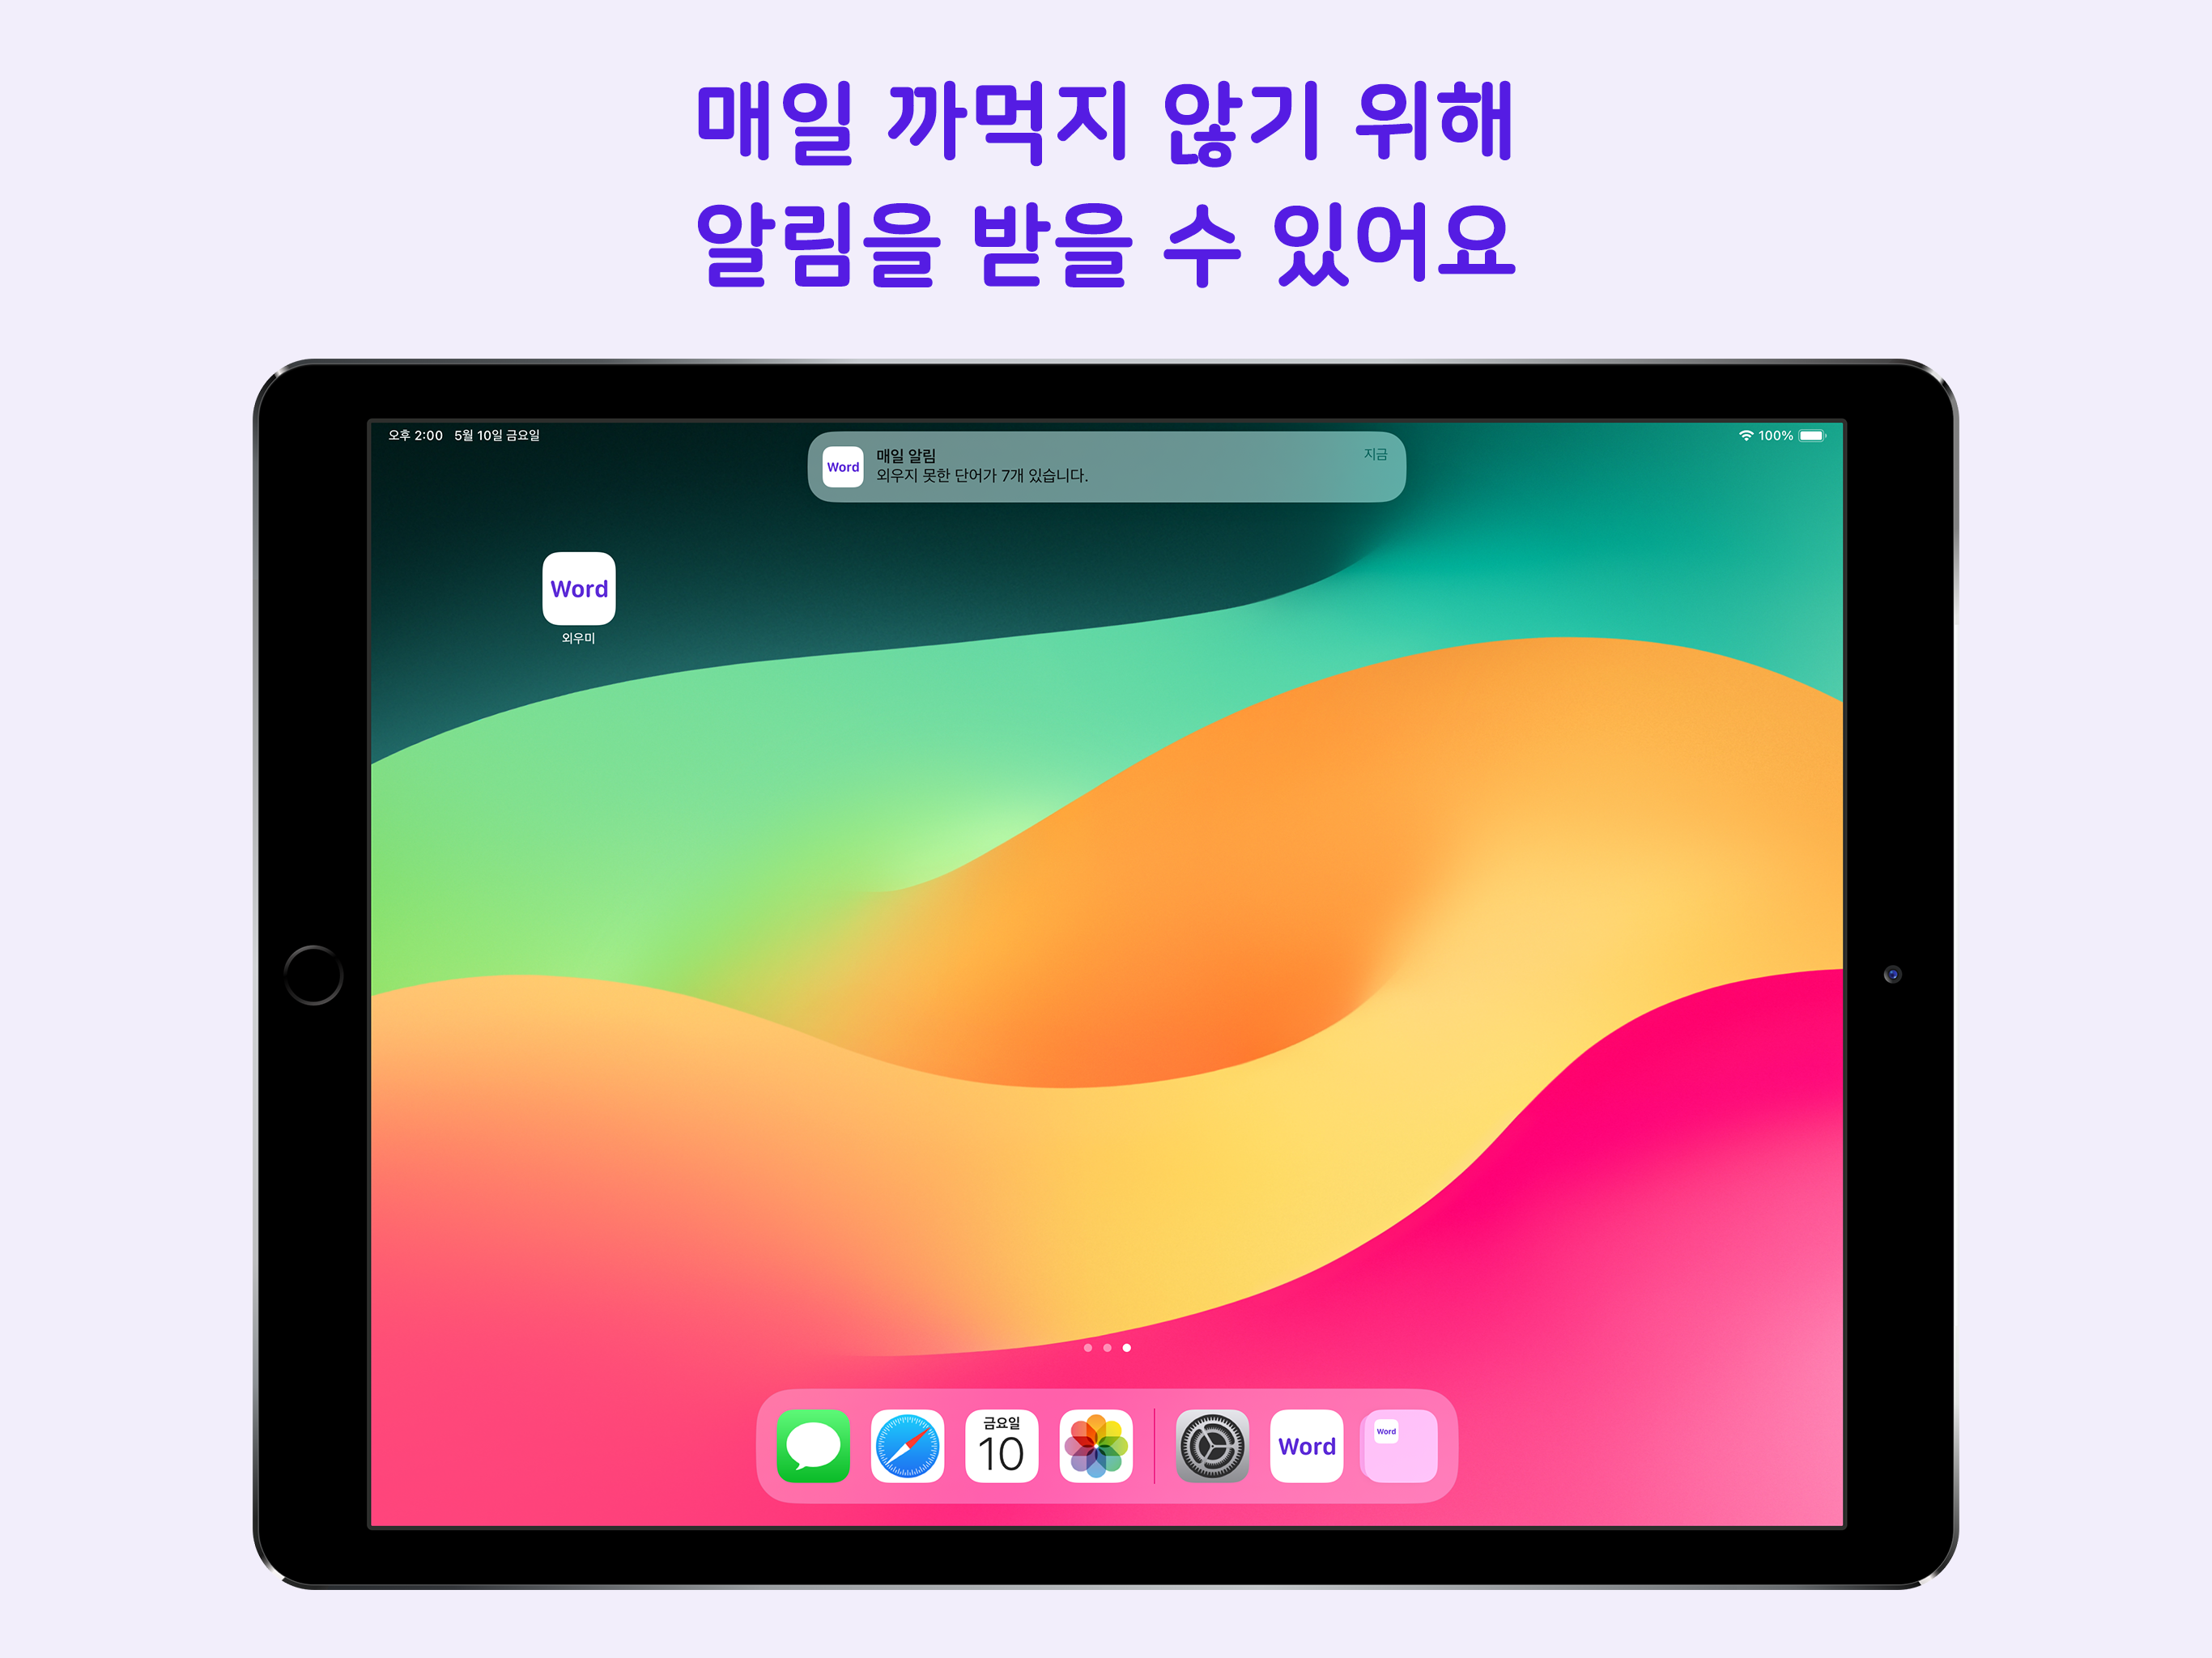 매일 까먹지 않기 위해
알림을 받을 수 있어요
오후 2:00 5월 10일 금요일
100%
Word
매일 알림
지금
외우지 못한 단어가 7개 있습니다.
Word
외우미
금요일
10
Word
Word